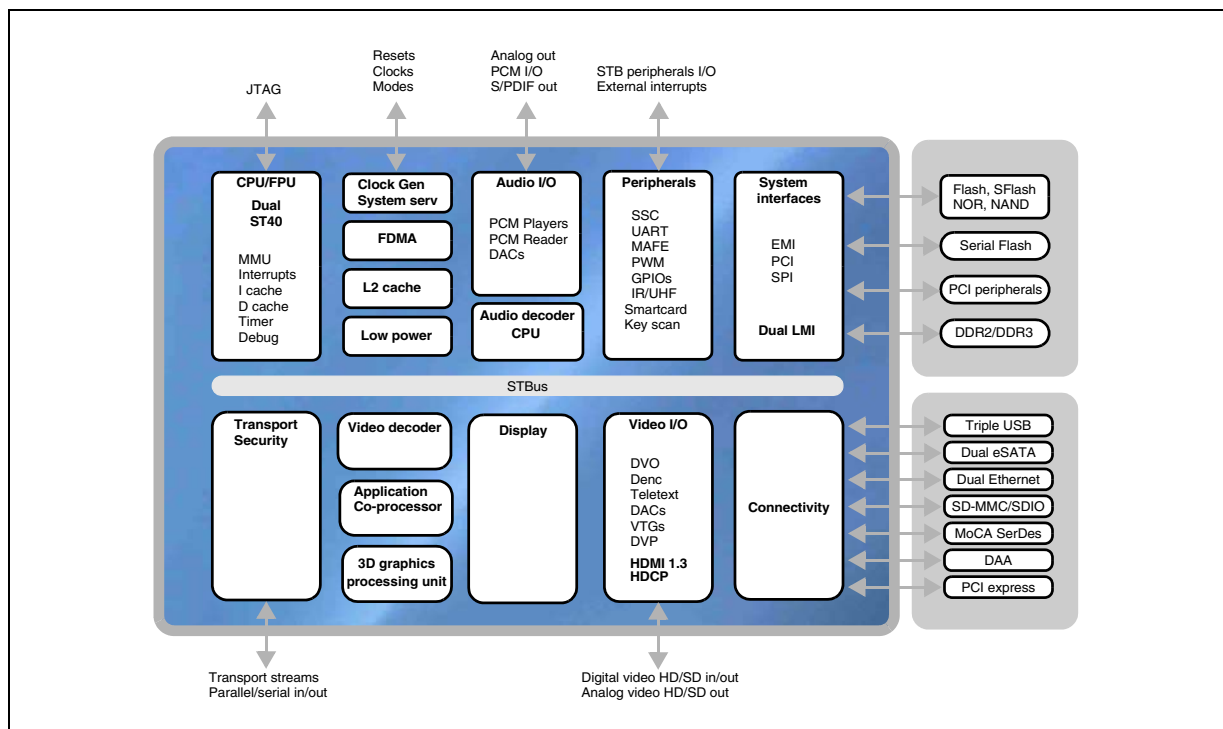 Resets
Clocks
Modes
Analog out
PCM I/O
S/PDIF out
STB peripherals I/O
External interrupts
JTAG
CPU/FPU
Dual
ST40
MMU
Interrupts
I cache
D cache
Timer
Debug
Clock Gen
System serv
FDMA
L2 cache
Low power
Audio I/O
PCM Players
PCM Reader
DACs
Audio decoder
CPU
Peripherals
SSC
UART
MAFE
PWM
GPIOs
IR/UHF
Smartcard
Key scan
System
interfaces
EMI
PCI
SPI
Dual LMI
Flash, SFlash
NOR, NAND
Serial Flash
PCI peripherals
DDR2/DDR3
STBus
Transport
Security
Video decoder
Application
Co-processor
3D graphics
processing unit
Display
Video I/O
DVO
Denc
Teletext
DACs
VTGs
DVP
HDMI 1.3
HDCP
Connectivity
Triple USB
Dual eSATA
Dual Ethernet
SD-MMC/SDIO
MoCA SerDes
DAA
PCI express
Transport streams
Parallel/serial in/out
Digital video HD/SD in/out
Analog video HD/SD out